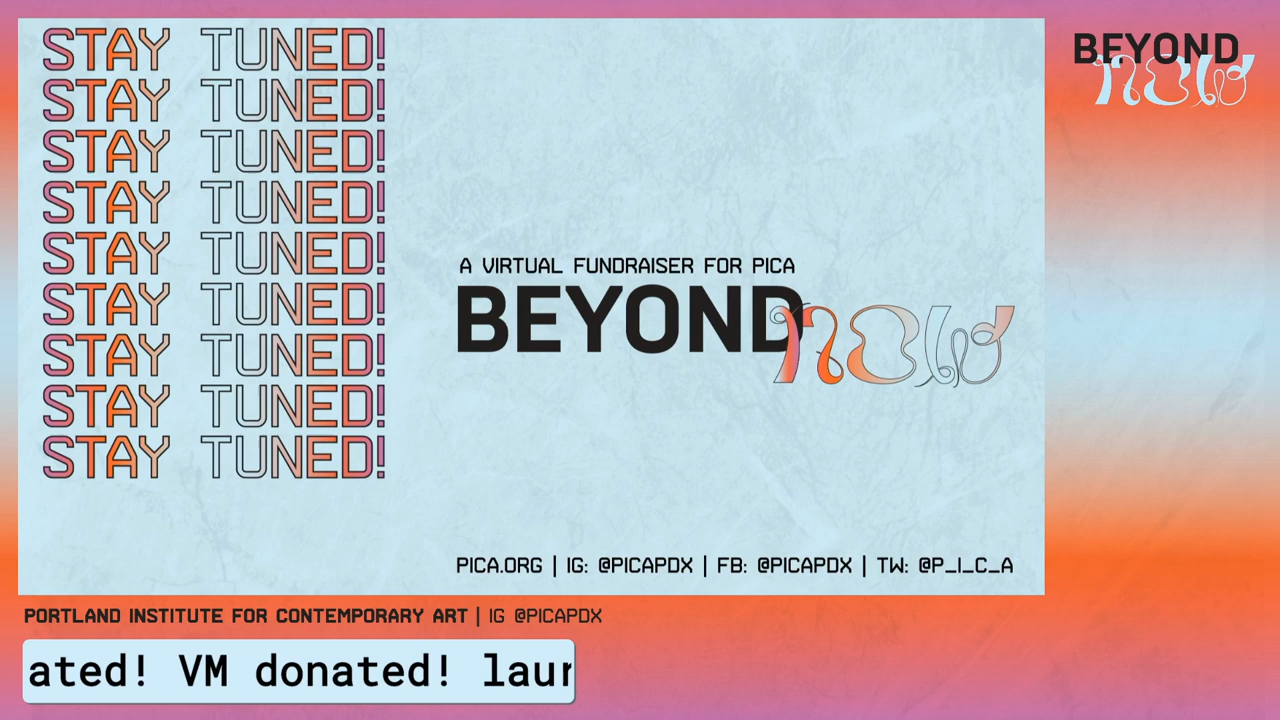 STAY TUNED!
STAY TUNED!
STAY TUNED!
STAY TUNED!
STAY TUNED!
STAY TUNED!
STAY TUNED!
STAY TUNED!
STAY TUNED!
A VIRTUAL FUNDRAISER FOR PICA
BEYOND now
PICA.ORG | IG: @PICAPDX | FB: @PICAPDX | TW: @P_I_C_A
BEYOND
now
PORTLAND INSTITUTE FOR CONTEMPORARY ART | IG @PICAPDX
ated! VM donated! laur